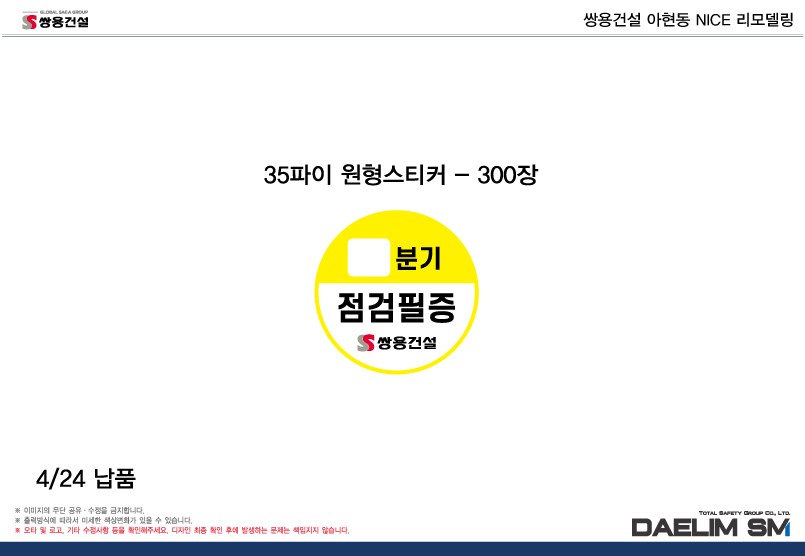 GLOBAL SAEA GROUP
쌍용건설
쌍용건설 아현동 NICE 리모델링
35파이 원형스티커 – 300장
분기
점검필증
쌍용건설
4/24 납품
※ 이미지의 무단 공유 · 수정을 금지합니다.
※ 출력방식에 따라서 미세한 색상변화가 있을 수 있습니다.
※ 오타 및 로고, 기타 수정사항 등을 확인해주세요. 디자인 최종 확인 후에 발생하는 문제는 책임지지 않습니다.
TOTAL SAFETY GROUP CO., LTD.
DAELIM SM